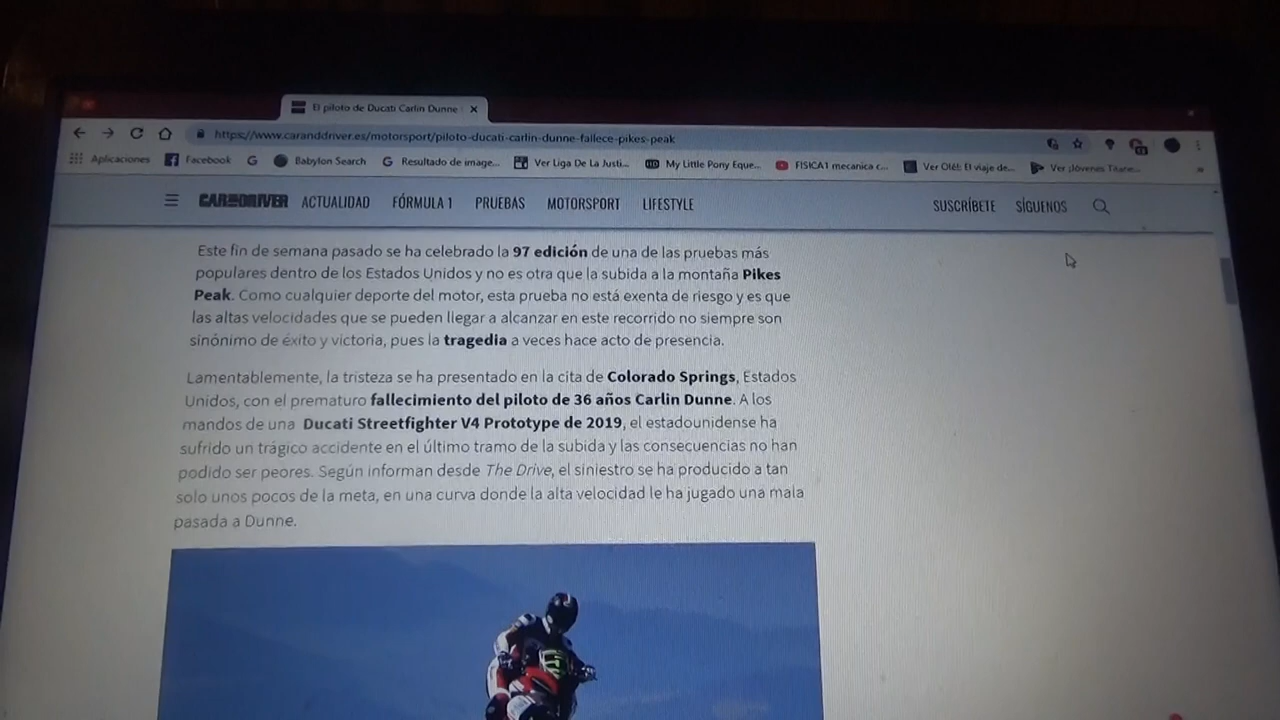 El piloto de Ducati Carlin Dunne
https://www.caranddriver.es/motorsport/piloto-ducati-carlin-dunne-fallece-pikes-peak
Aplicaciones Facebook Babylon Search Resultado de image... Ver Liga De La Justi... My Little Pony Eque... FISICA1 mecanica c... Ver Olé!: El viaje de... Ver ¡Jóvenes Titane...
CAR AND DRIVER ACTUALIDAD FÓRMULA 1 PRUEBAS MOTORSPORT LIFESTYLE SUSCRÍBETE SÍGUENOS
Este fin de semana pasado se ha celebrado la 97 edición de una de las pruebas más
populares dentro de los Estados Unidos y no es otra que la subida a la montaña Pikes
Peak. Como cualquier deporte del motor, esta prueba no está exenta de riesgo y es que
las altas velocidades que se pueden llegar a alcanzar en este recorrido no siempre son
sinónimo de éxito y victoria, pues la tragedia a veces hace acto de presencia.
Lamentablemente, la tristeza se ha presentado en la cita de Colorado Springs, Estados
Unidos, con el prematuro fallecimiento del piloto de 36 años Carlin Dunne. A los
mandos de una Ducati Streetfighter V4 Prototype de 2019, el estadounidense ha
sufrido un trágico accidente en el último tramo de la subida y las consecuencias no han
podido ser peores. Según informan desde The Drive, el siniestro se ha producido a tan
solo unos pocos de la meta, en una curva donde la alta velocidad le ha jugado una mala
pasada a Dunne.